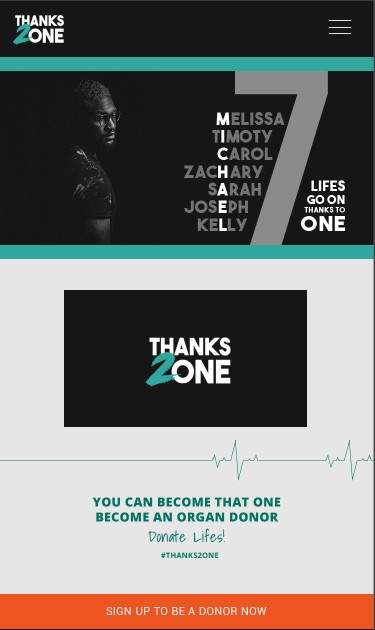 THANKS
2ONE
7
MELISSA
TIMOTY
CAROL
ZACHARY
SARAH
JOSEPH
KELLY
LIFES
GO ON
THANKS TO
ONE
THANKS
2ONE
YOU CAN BECOME THAT ONE
BECOME AN ORGAN DONOR
Donate Lifes!
#THANKS2ONE
SIGN UP TO BE A DONOR NOW